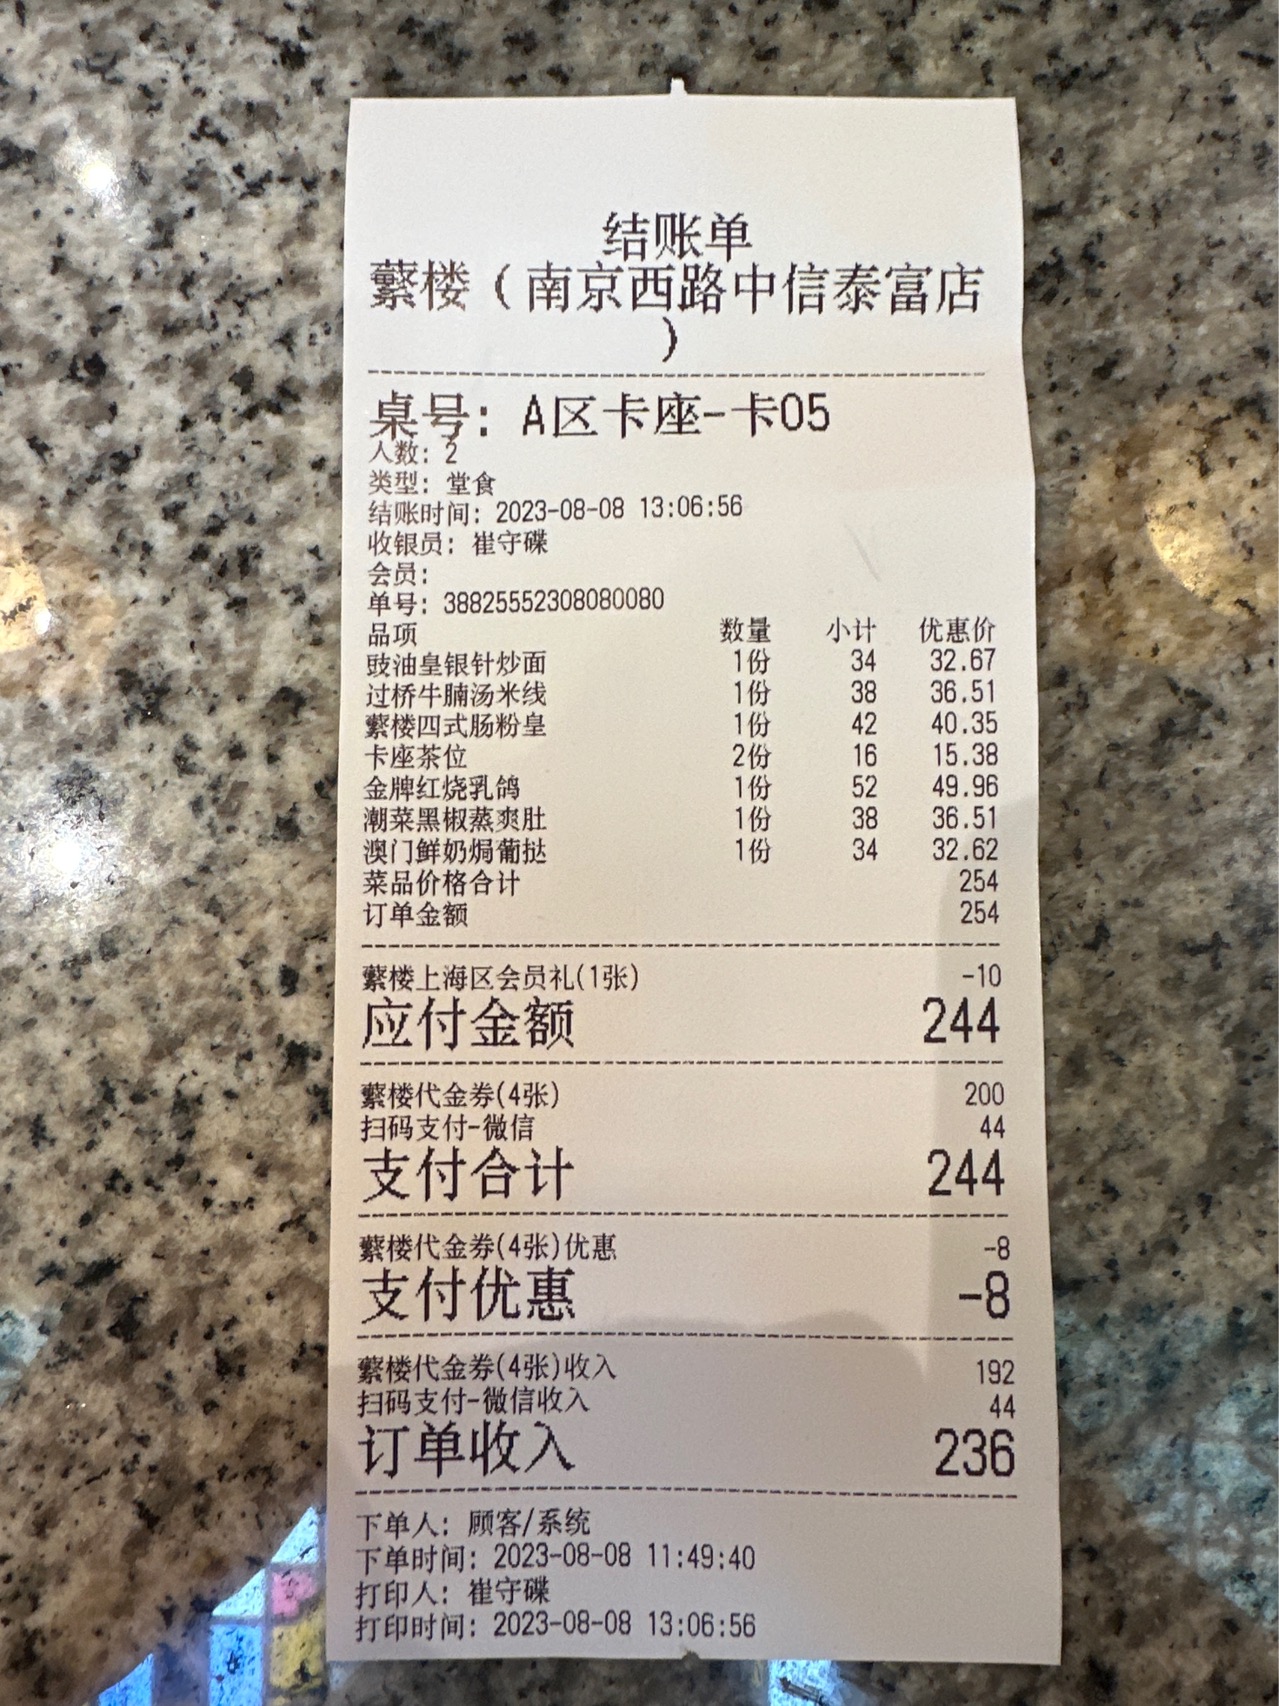 结账单
蘩楼（南京西路中信泰富店
）
桌号：A区卡座-卡05
人数：2
类型：堂食
结账时间：2023-08-08 13:06:56
收银员：崔守碟
会员：
单号：38825552308080080
品项 数量 小计 优惠价
豉油皇银针炒面 1份 34 32.67
过桥牛腩汤米线 1份 38 36.51
蘩楼四式肠粉皇 1份 42 40.35
卡座茶位 2份 16 15.38
金牌红烧乳鸽 1份 52 49.96
潮菜黑椒蒸爽肚 1份 38 36.51
澳门鲜奶焗葡挞 1份 34 32.62
菜品价格合计 254
订单金额 254
蘩楼上海区会员礼(1张) -10
应付金额 244
蘩楼代金券(4张) 200
扫码支付-微信 44
支付合计 244
蘩楼代金券(4张)优惠 -8
支付优惠 -8
蘩楼代金券(4张)收入 192
扫码支付-微信收入 44
订单收入 236
下单人：顾客/系统
下单时间：2023-08-08 11:49:40
打印人：崔守碟
打印时间：2023-08-08 13:06:56